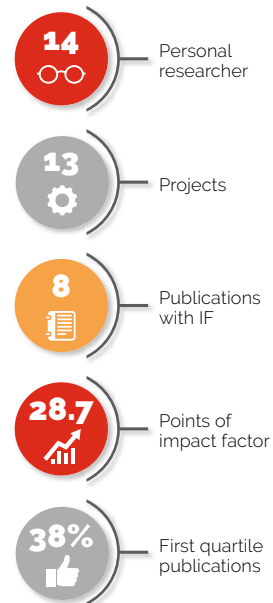 14
Personal
researcher
13
Projects
8
Publications
with IF
28.7
Points of
impact factor
38%
First quartile
publications